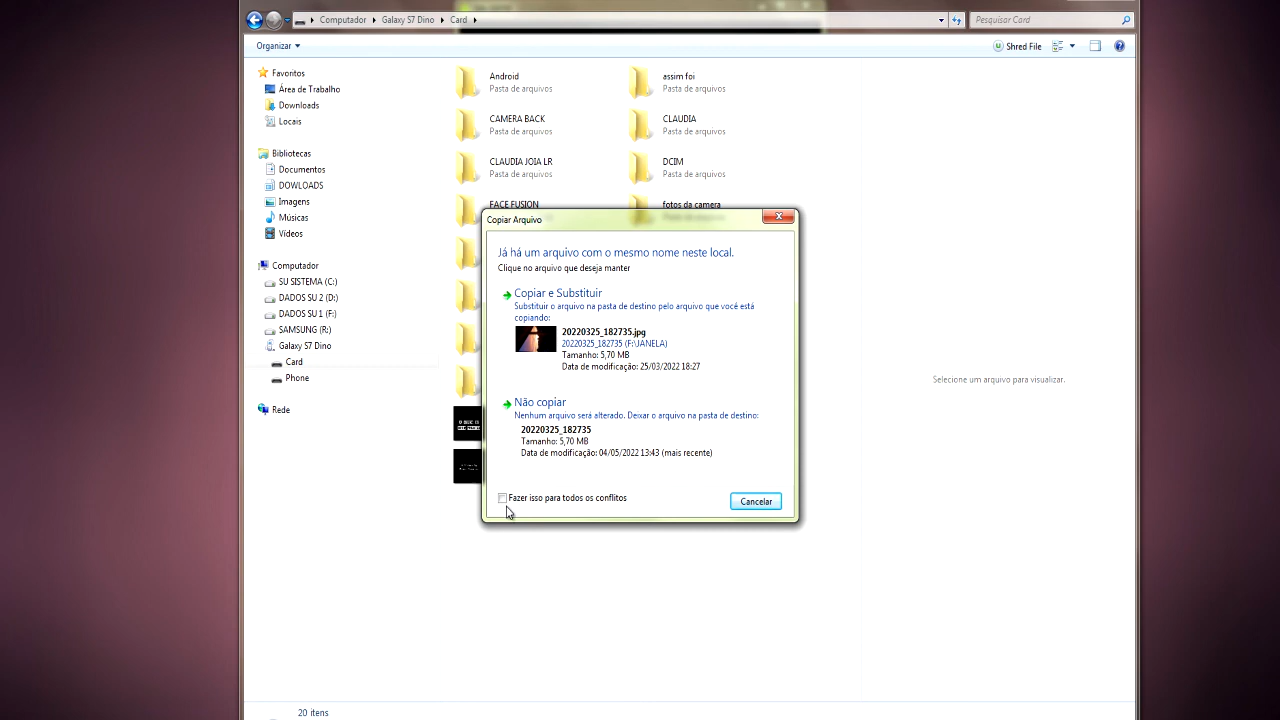 Computador Galaxy S7 Dino Card
Pesquisar Card
Organizar
Shred File
Favoritos
Área de Trabalho
Downloads
Locais
Bibliotecas
Documentos
DOWLOADS
Imagens
Músicas
Vídeos
Computador
SU SISTEMA (C:)
DADOS SU 2 (D:)
DADOS SU 1 (F:)
SAMSUNG (R:)
Galaxy S7 Dino
Card
Phone
Rede
Android
Pasta de arquivos
assim foi
Pasta de arquivos
CAMERA BACK
Pasta de arquivos
CLAUDIA
Pasta de arquivos
CLAUDIA JOIA LR
Pasta de arquivos
DCIM
Pasta de arquivos
FACE FUSION
fotos da camera
Copiar Arquivo
Já há um arquivo com o mesmo nome neste local.
Clique no arquivo que deseja manter
Copiar e Substituir
Substituir o arquivo na pasta de destino pelo arquivo que você está
copiando:
20220325_182735.jpg
20220325_182735 (F:\JANELA)
Tamanho: 5,70 MB
Data de modificação: 25/03/2022 18:27
Não copiar
Nenhum arquivo será alterado. Deixar o arquivo na pasta de destino:
20220325_182735
Tamanho: 5,70 MB
Data de modificação: 04/05/2022 13:43 (mais recente)
Fazer isso para todos os conflitos
Cancelar
Selecione um arquivo para visualizar.
20 itens